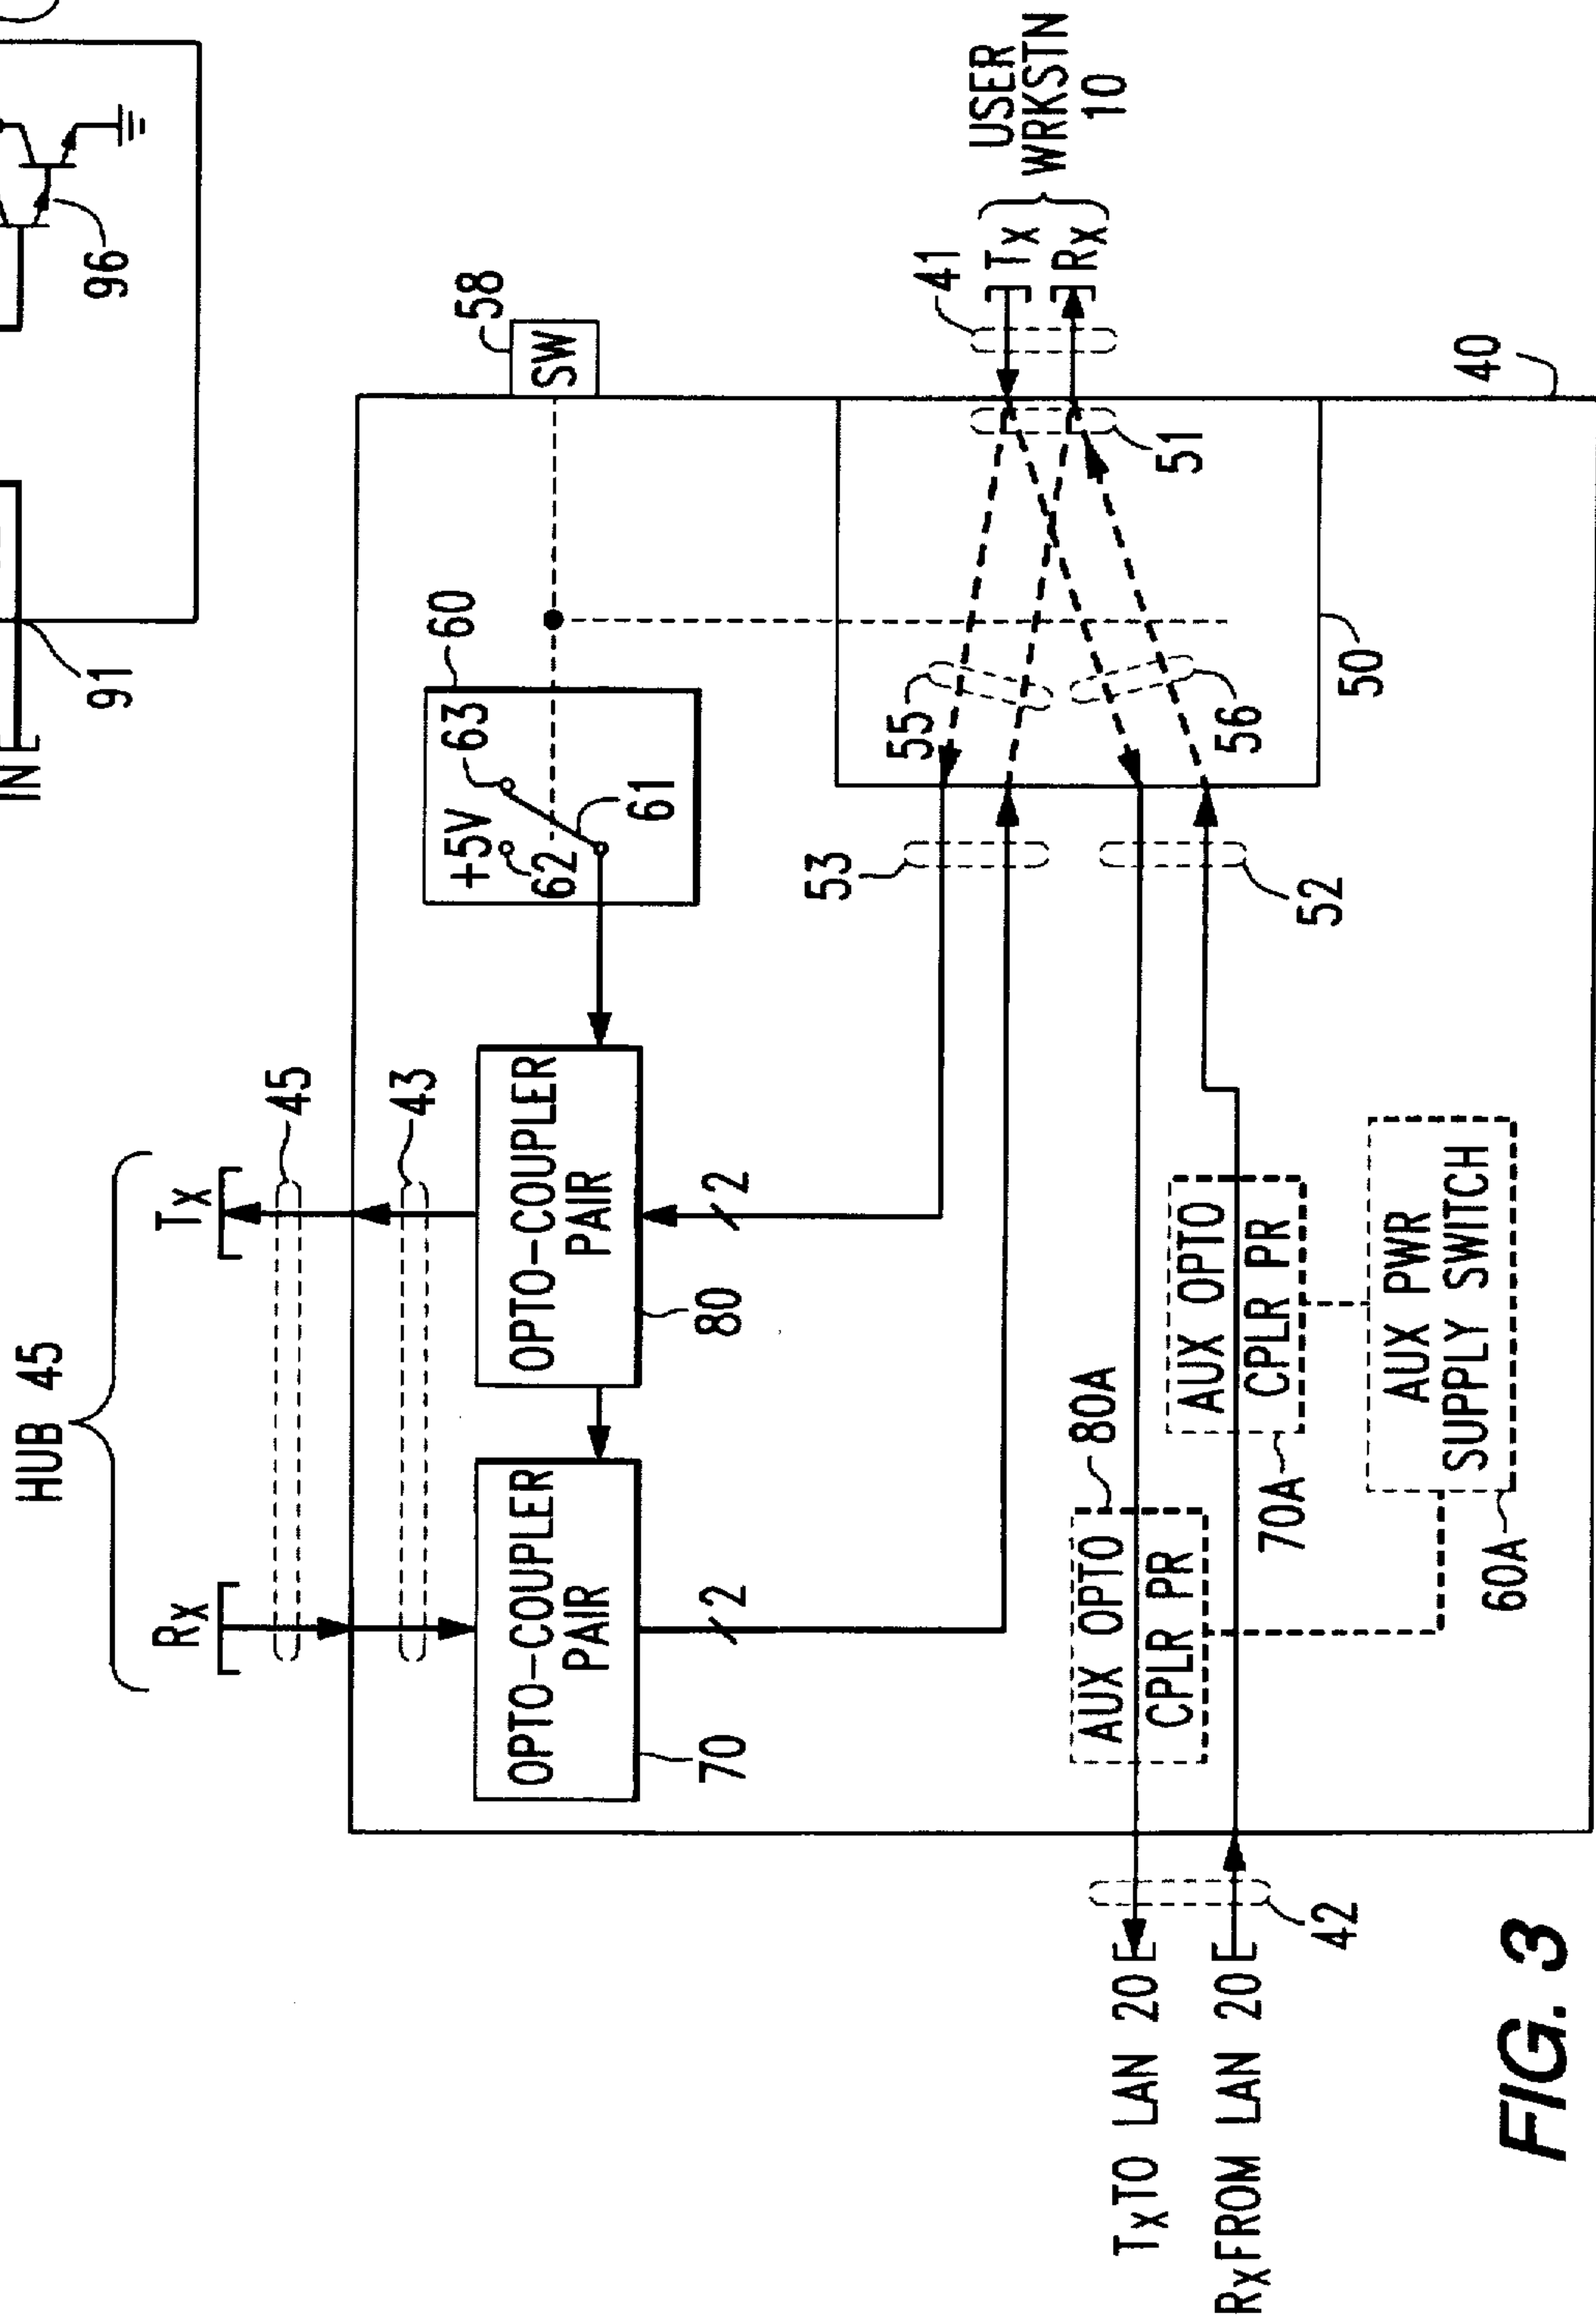 IN
91
96
HUB 45
Rx
Tx
45
43
OPTO-COUPLER
PAIR
70
OPTO-COUPLER
PAIR
80
2
2
60
+5V
63
62
61
58
SW
53
55
52
56
50
51
41
Tx
Rx
USER
WRKSTN
10
40
AUX OPTO
CPLR PR
80A
AUX OPTO
CPLR PR
70A
AUX PWR
SUPPLY SWITCH
60A
42
Tx TO LAN 20
Rx FROM LAN 20
FIG. 3